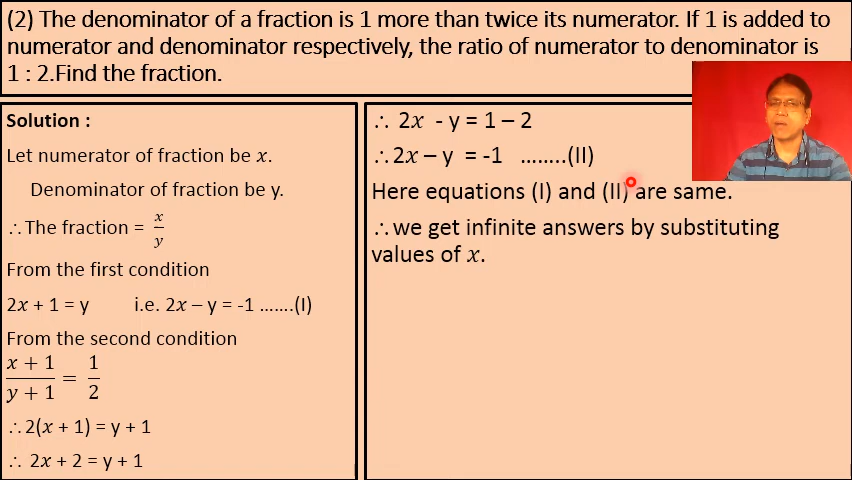 (2) The denominator of a fraction is 1 more than twice its numerator. If 1 is added to
numerator and denominator respectively, the ratio of numerator to denominator is
1 : 2.Find the fraction.
Solution :
Let numerator of fraction be x.
Denominator of fraction be y.
∴The fraction = x/y
From the first condition
2x + 1 = y i.e. 2x – y = -1 …….(I)
From the second condition
(x + 1)/(y + 1) = 1/2
∴2(x + 1) = y + 1
∴ 2x + 2 = y + 1
∴ 2x - y = 1 – 2
∴2x – y = -1 ……..(II)
Here equations (I) and (II) are same.
∴we get infinite answers by substituting
values of x.